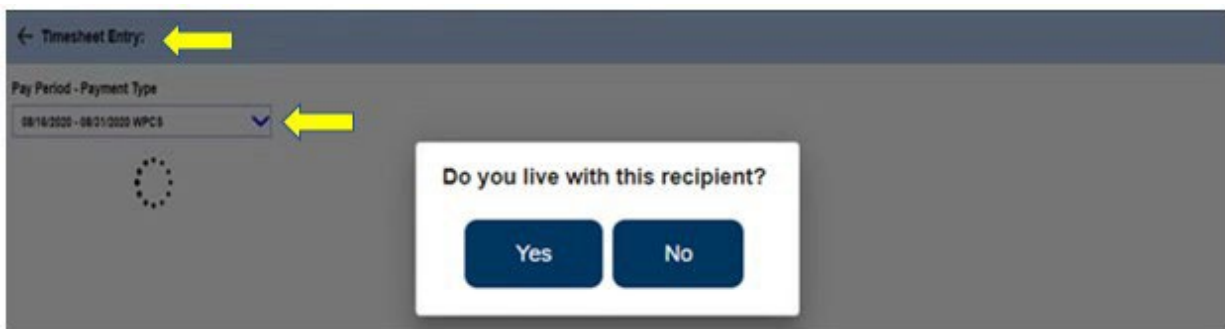 ← Timesheet Entry:
Pay Period - Payment Type
08/16/2020 - 08/31/2020 WPCS
Do you live with this recipient?
Yes No